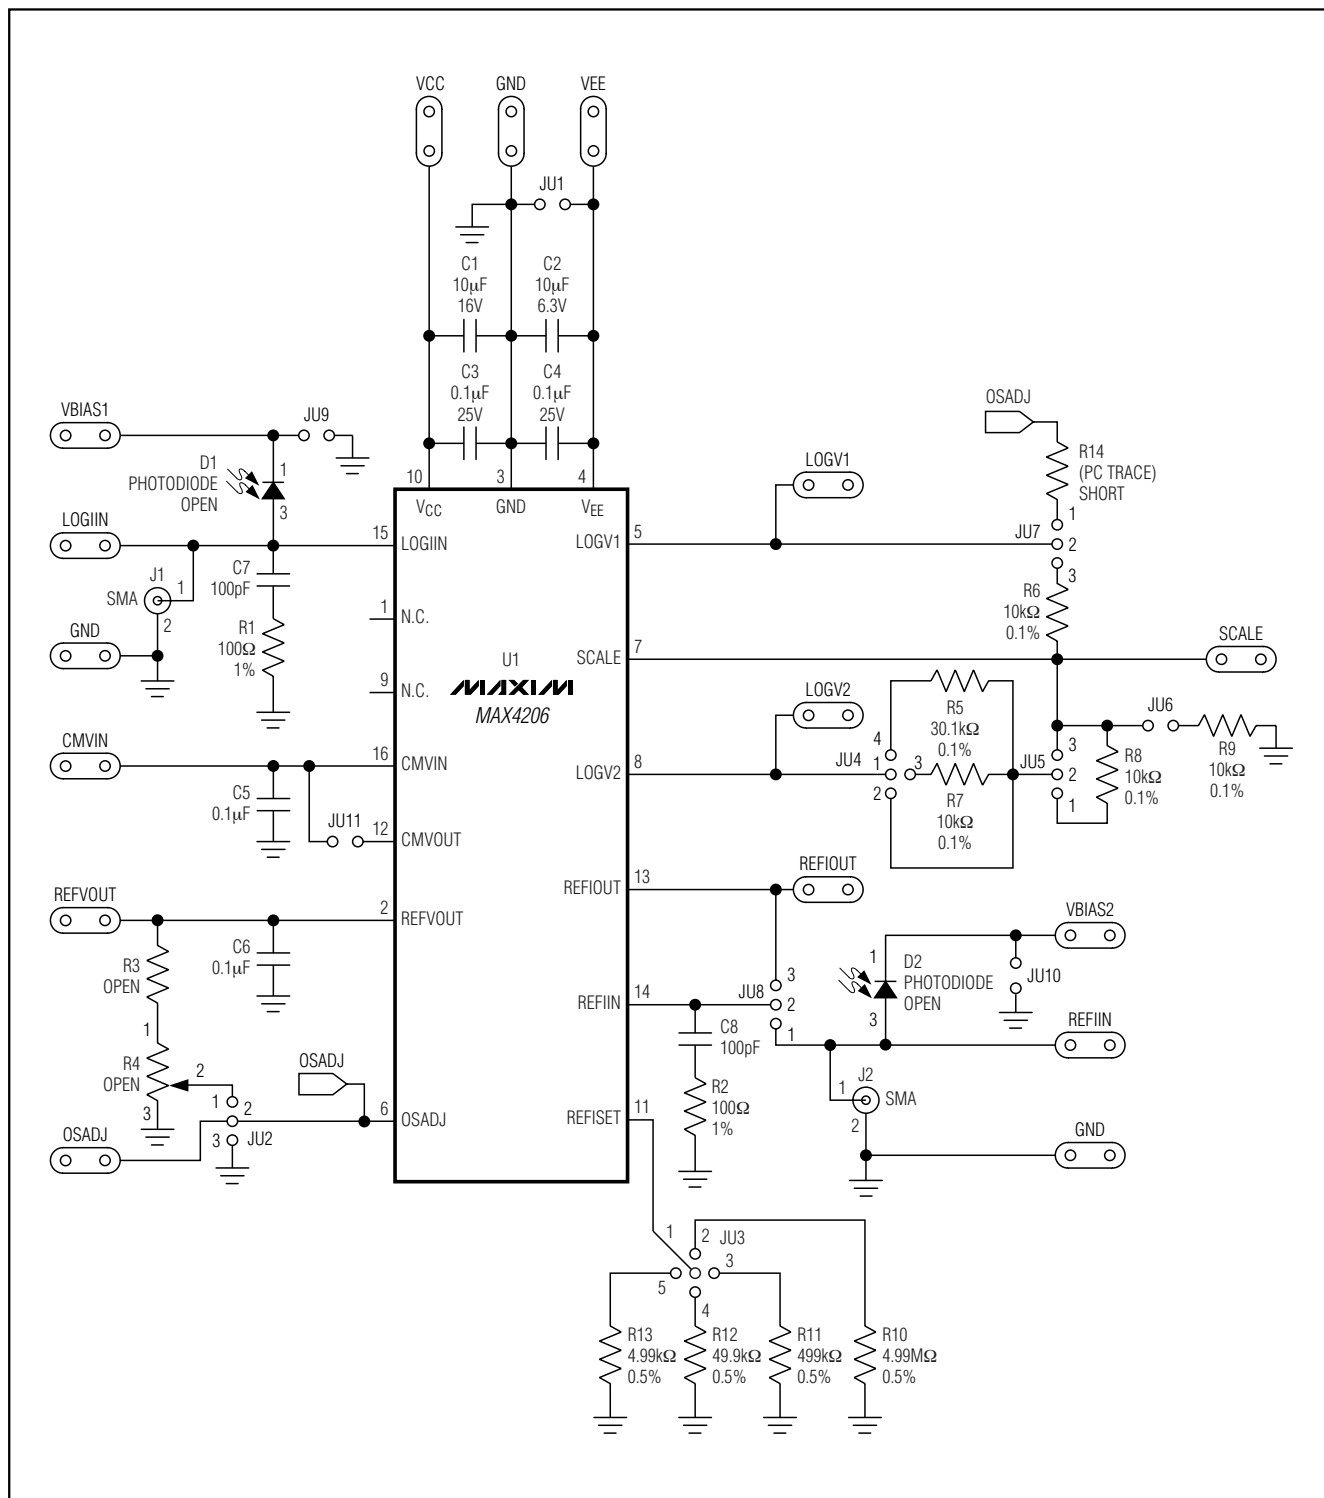 VCC
GND
VEE
JU1
C1
10µF
16V
C2
10µF
6.3V
C3
0.1µF
25V
C4
0.1µF
25V
VBIAS1
JU9
D1
PHOTODIODE
OPEN
1
3
LOGIIN
J1
SMA
1
2
GND
C7
100pF
R1
100Ω
1%
CMVIN
C5
0.1µF
JU11
REFVOUT
R3
OPEN
C6
0.1µF
1
R4
OPEN
2
3
OSADJ
1
2
3
JU2
OSADJ
10
3
4
VCC
GND
VEE
15
LOGIIN
1
N.C.
9
N.C.
16
CMVIN
12
CMVOUT
2
REFVOUT
6
OSADJ
U1
MAXIM
MAX4206
LOGV1
5
SCALE
7
LOGV2
8
REFIOUT
13
REFIIN
14
REFISET
11
LOGV1
OSADJ
R14
(PC TRACE)
SHORT
1
JU7
2
3
R6
10kΩ
0.1%
SCALE
LOGV2
R5
30.1kΩ
0.1%
4
JU4
1
3
2
R7
10kΩ
0.1%
JU5
3
2
1
JU6
R8
10kΩ
0.1%
R9
10kΩ
0.1%
REFIOUT
VBIAS2
1
D2
PHOTODIODE
OPEN
3
JU10
JU8
3
2
1
REFIIN
C8
100pF
R2
100Ω
1%
J2
1
SMA
2
GND
1
2
JU3
3
5
4
R13
4.99kΩ
0.5%
R12
49.9kΩ
0.5%
R11
499kΩ
0.5%
R10
4.99MΩ
0.5%